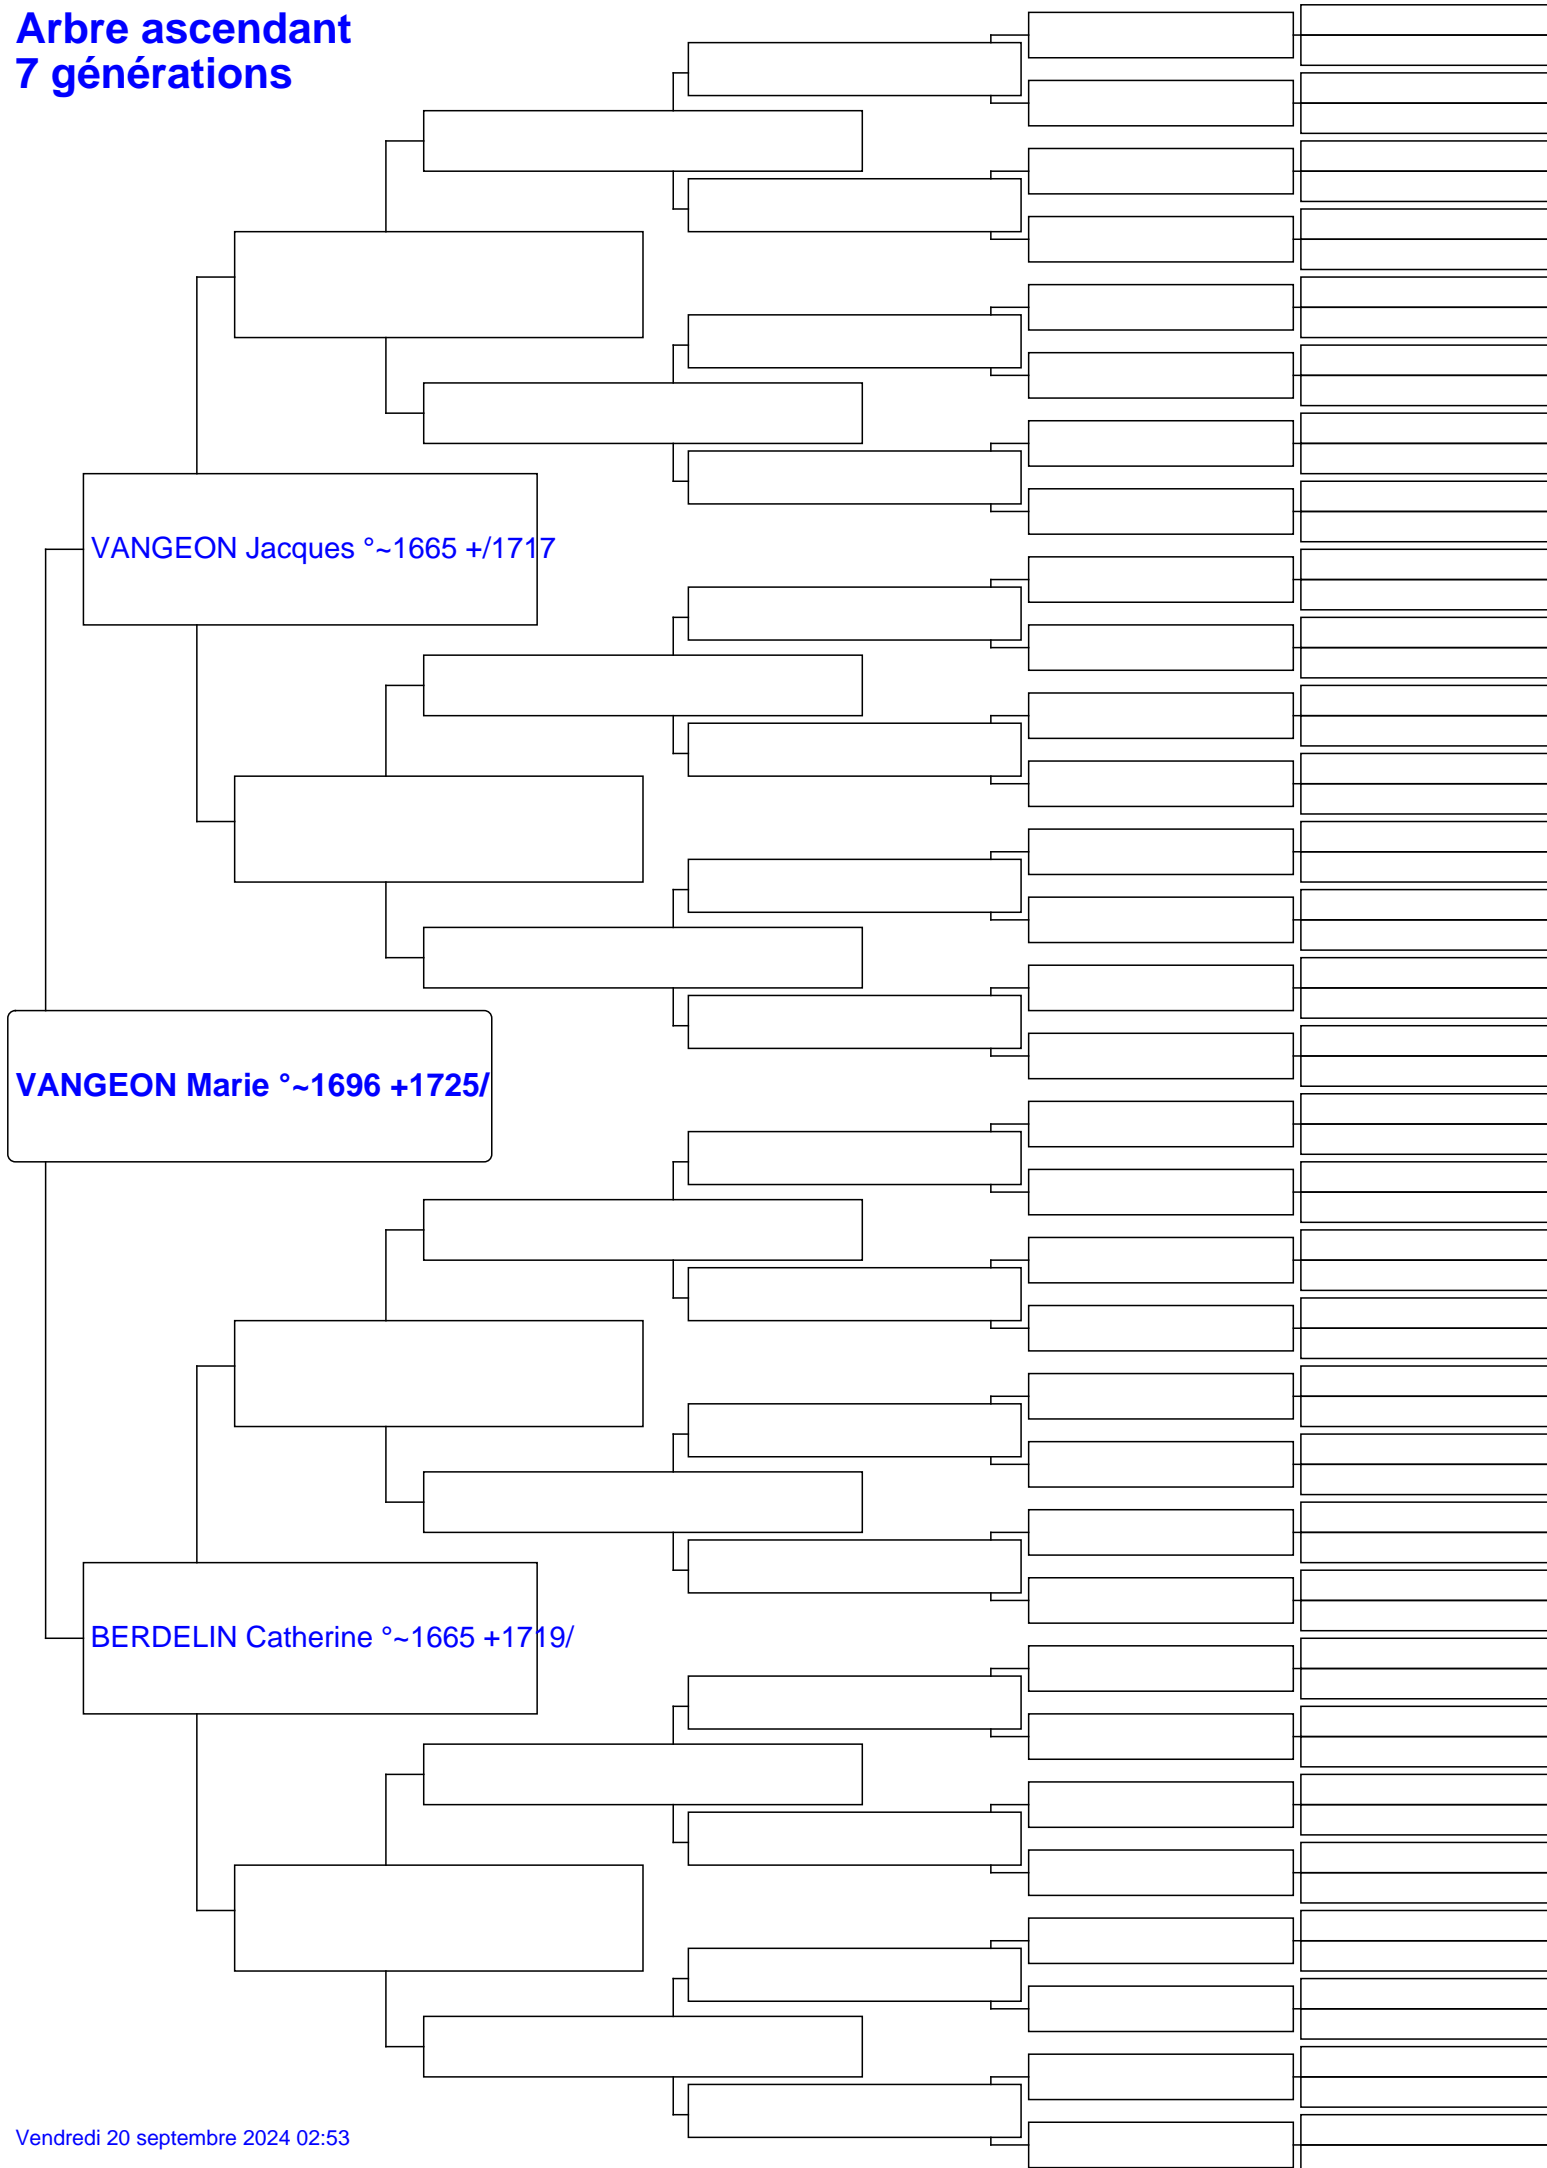 Arbre ascendant
7 générations
VANGEON Jacques °~1665 +/1717
VANGEON Marie °~1696 +1725/
BERDELIN Catherine °~1665 +1719/
Vendredi 20 septembre 2024 02:53